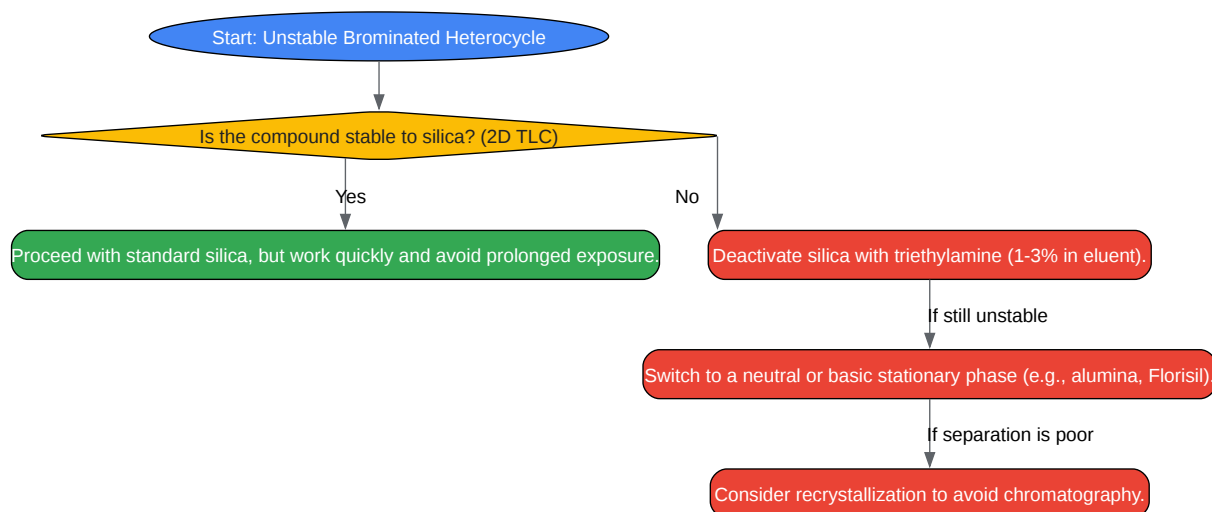 Start: Unstable Brominated Heterocycle
Is the compound stable to silica? (2D TLC)
Yes
No
Proceed with standard silica, but work quickly and avoid prolonged exposure.
Deactivate silica with triethylamine (1-3% in eluent).
If still unstable
Switch to a neutral or basic stationary phase (e.g., alumina, Florisil).
If separation is poor
Consider recrystallization to avoid chromatography.